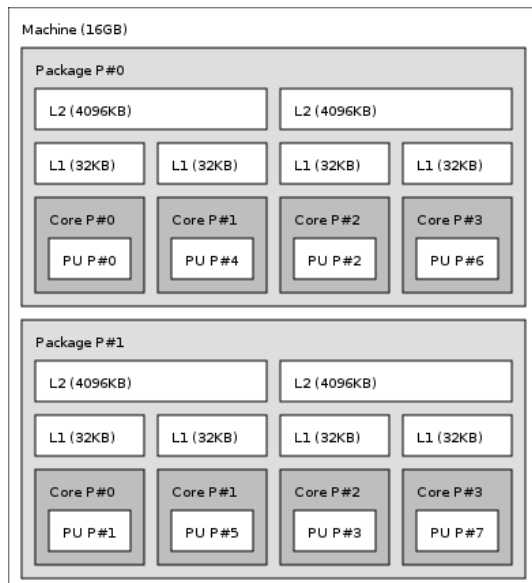 Machine (16GB)
Package P#0
L2 (4096KB) L2 (4096KB)
L1 (32KB) L1 (32KB) L1 (32KB) L1 (32KB)
Core P#0 Core P#1 Core P#2 Core P#3
PU P#0 PU P#4 PU P#2 PU P#6
Package P#1
L2 (4096KB) L2 (4096KB)
L1 (32KB) L1 (32KB) L1 (32KB) L1 (32KB)
Core P#0 Core P#1 Core P#2 Core P#3
PU P#1 PU P#5 PU P#3 PU P#7